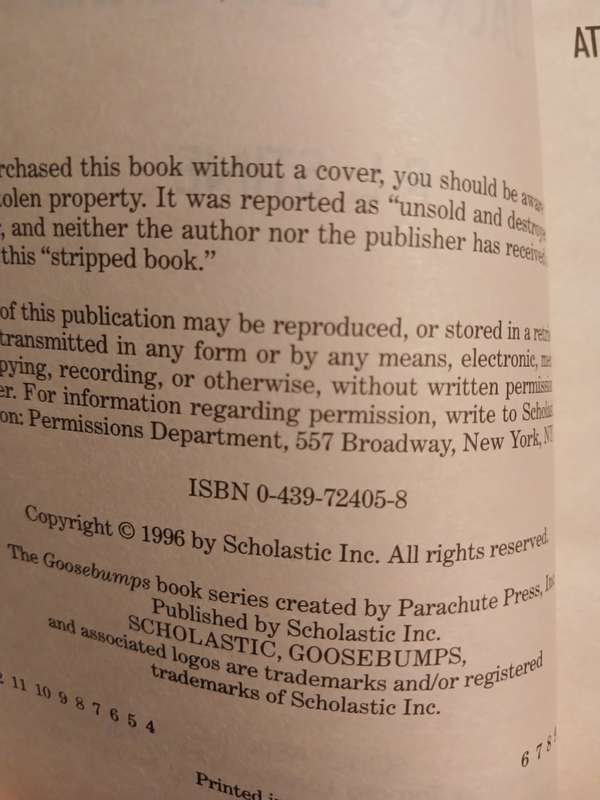 AT
rchased this book without a cover, you should be
olen property. It was reported as "unsold and
and neither the author nor the publisher has
this "stripped book."
of this publication may be reproduced, or stored in a
transmitted in any form or by any means, electronic,
pying, recording, or otherwise, without written
er. For information regarding permission, write to
on: Permissions Department, 557 Broadway, New York,
ISBN 0-439-72405-8
Copyright © 1996 by Scholastic Inc. All rights reserved.
The Goosebumps book series created by Parachute Press,
Published by Scholastic Inc.
SCHOLASTIC, GOOSEBUMPS,
and associated logos are trademarks and/or registered
trademarks of Scholastic Inc.
2 11 10 9 8 7 6 5 4
6 7 8
Printed